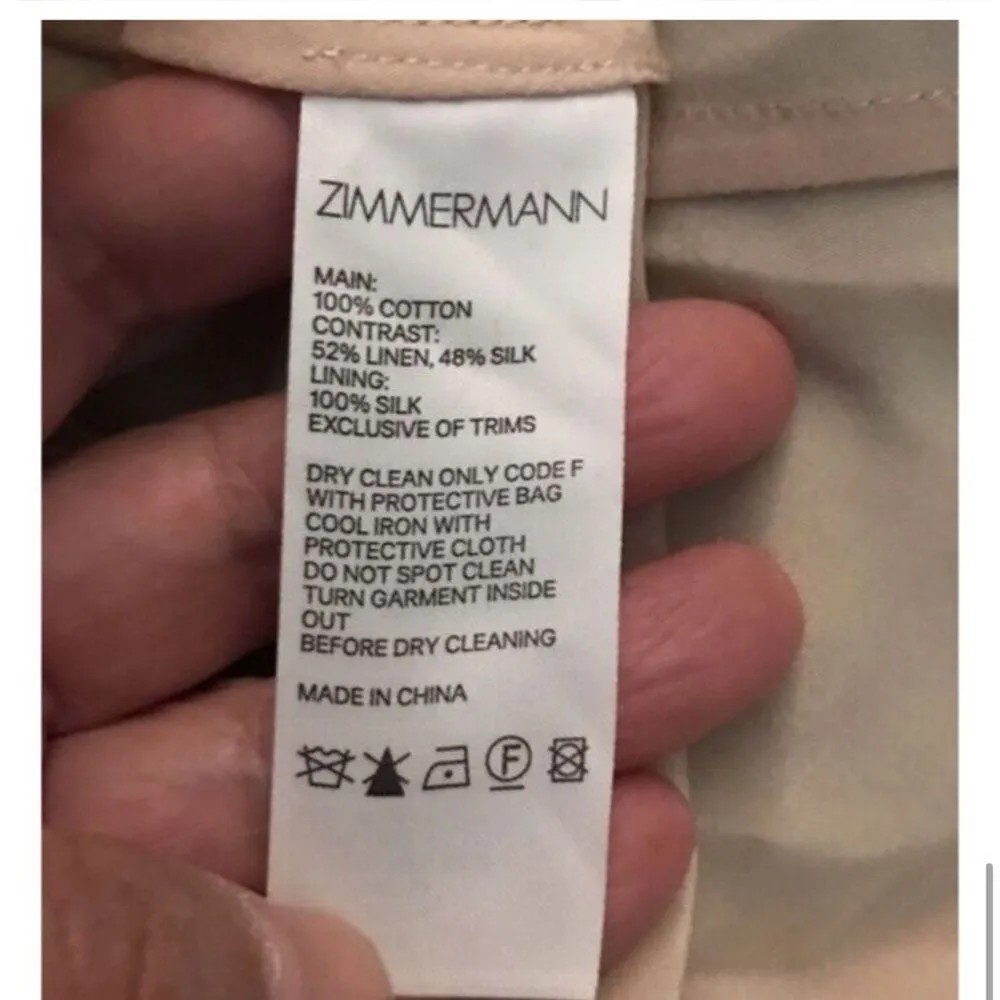 ZIMMERMANN
MAIN:
100% COTTON
CONTRAST:
52% LINEN, 48% SILK
LINING:
100% SILK
EXCLUSIVE OF TRIMS
DRY CLEAN ONLY CODE F
WITH PROTECTIVE BAG
COOL IRON WITH
PROTECTIVE CLOTH
DO NOT SPOT CLEAN
TURN GARMENT INSIDE
OUT
BEFORE DRY CLEANING
MADE IN CHINA
F